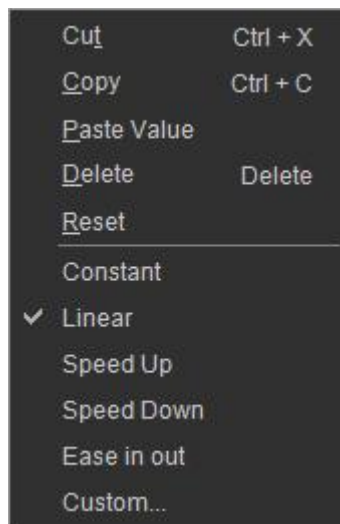 Cut Ctrl + X
Copy Ctrl + C
Paste Value
Delete Delete
Reset
Constant
Linear
Speed Up
Speed Down
Ease in out
Custom...